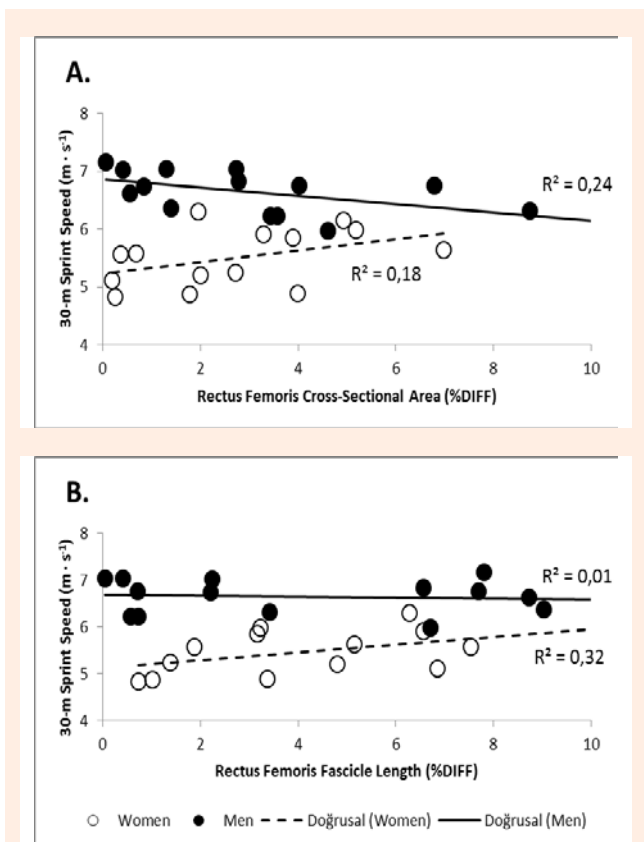 A.
8
7
6
5
4
30-m Sprint Speed (m · s⁻¹)
R² = 0,24
R² = 0,18
0 2 4 6 8 10
Rectus Femoris Cross-Sectional Area (%DIFF)
B.
8
7
6
5
4
30-m Sprint Speed (m · s⁻¹)
R² = 0,01
R² = 0,32
0 2 4 6 8 10
Rectus Femoris Fascicle Length (%DIFF)
Women Men Doğrusal (Women) Doğrusal (Men)